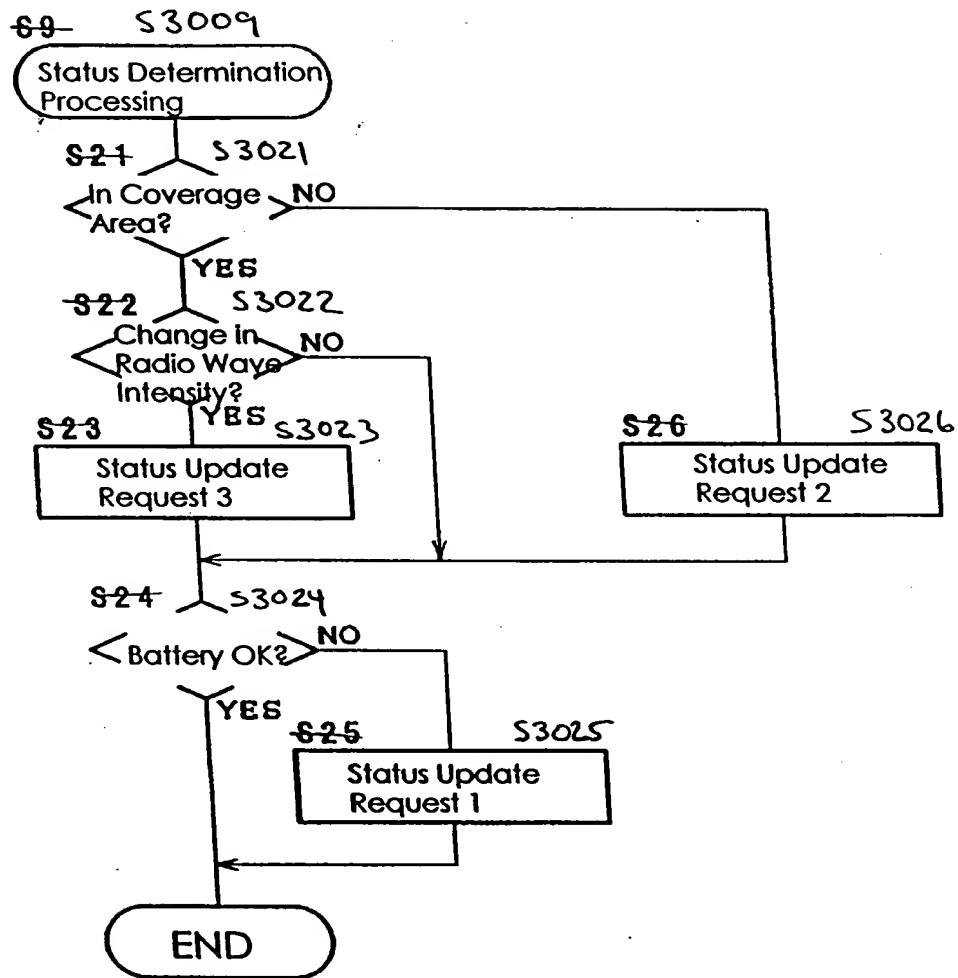 S9 S3009
Status Determination
Processing
S21 S3021
In Coverage
Area?
NO
YES
S22 S3022
Change in
Radio Wave
Intensity?
NO
YES
S23 S3023
S26 S3026
Status Update
Request 3
Status Update
Request 2
S24 S3024
Battery OK?
NO
YES
S25 S3025
Status Update
Request 1
END